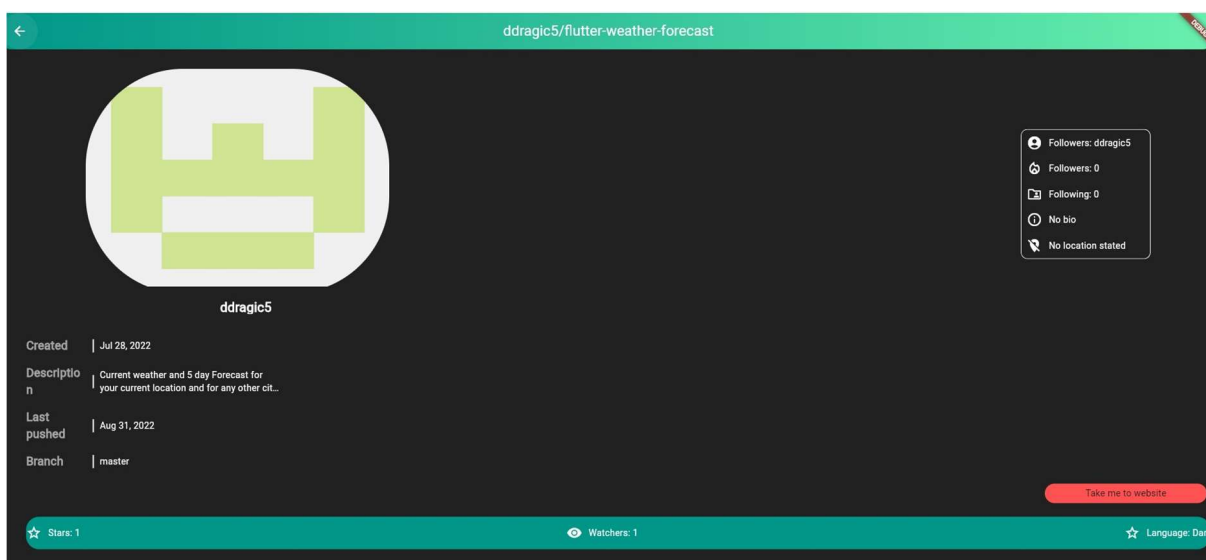 ddragic5/flutter-weather-forecast
Followers: ddragic5
Followers: 0
Following: 0
No bio
No location stated
ddragic5
Created
Jul 28, 2022
Descriptio
n
Current weather and 5 day Forecast for
your current location and for any other cit...
Last
pushed
Aug 31, 2022
Branch
master
Take me to website
Stars: 1
Watchers: 1
Language: Dar